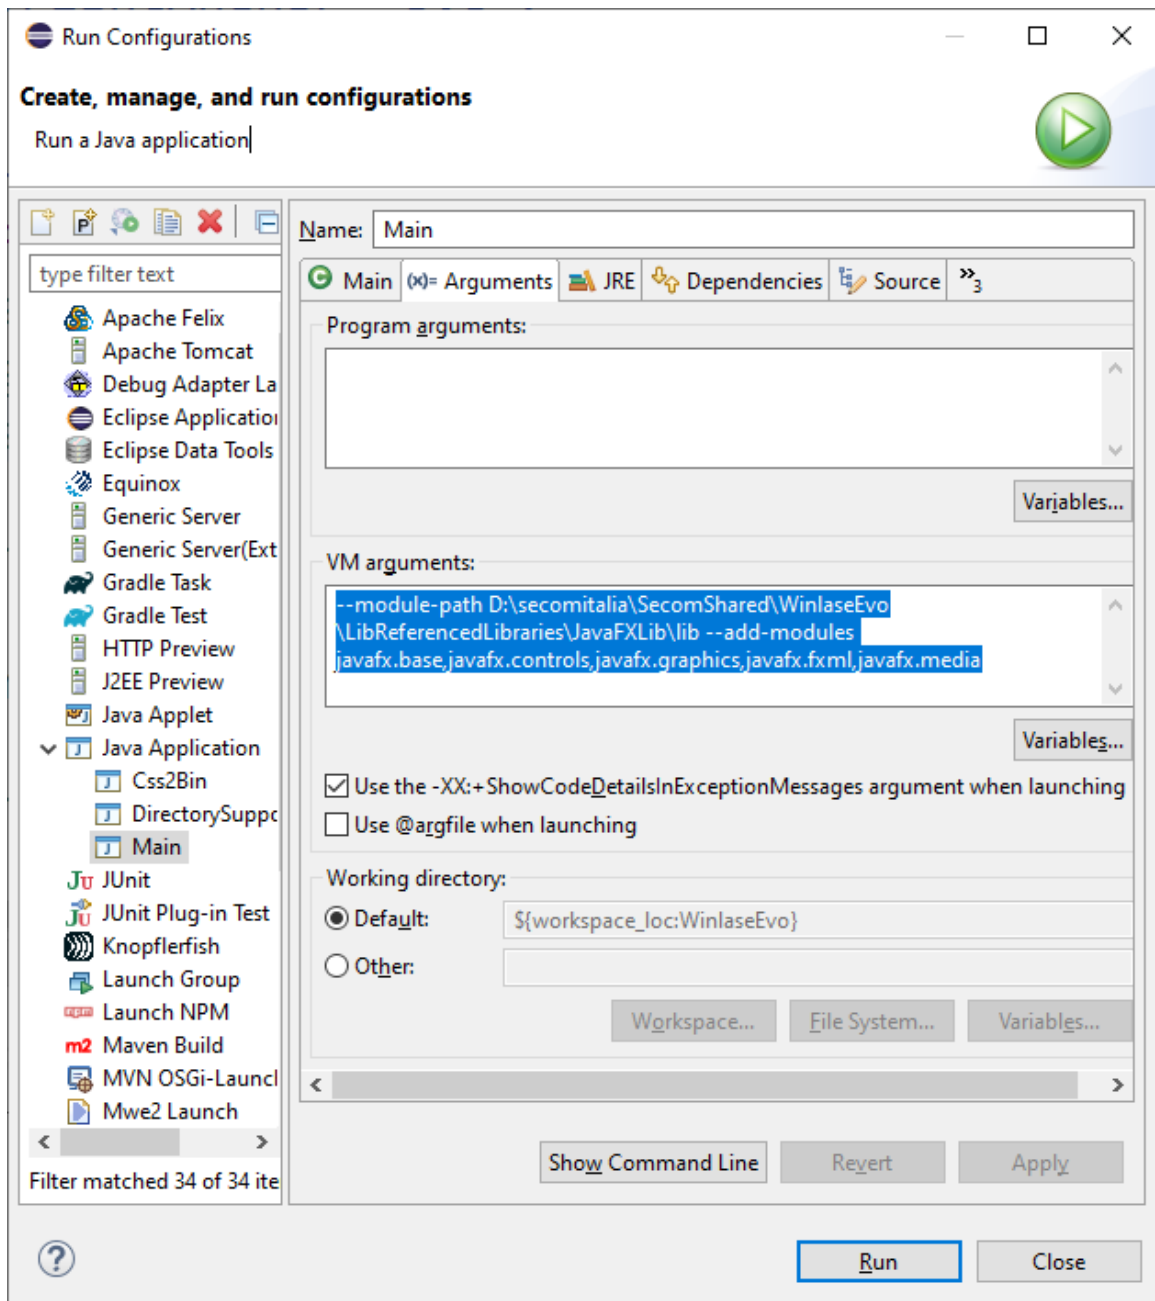 Run Configurations
Create, manage, and run configurations
Run a Java application
Name: Main
type filter text
Main (x)= Arguments JRE Dependencies Source »3
Apache Felix
Apache Tomcat
Debug Adapter La
Eclipse Application
Eclipse Data Tools
Equinox
Generic Server
Generic Server(Ext
Gradle Task
Gradle Test
HTTP Preview
J2EE Preview
Java Applet
Java Application
Css2Bin
DirectorySuppo
Main
JUnit
JUnit Plug-in Test
Knopflerfish
Launch Group
Launch NPM
Maven Build
MVN OSGi-Launcl
Mwe2 Launch
Filter matched 34 of 34 ite
Program arguments:
Variables...
VM arguments:
--module-path D:\secomitalia\SecomShared\WinlaseEvo
\LibReferencedLibraries\JavaFXLib\lib --add-modules
javafx.base,javafx.controls,javafx.graphics,javafx.fxml,javafx.media
Variables...
Use the -XX:+ShowCodeDetailsInExceptionMessages argument when launching
Use @argfile when launching
Working directory:
Default: ${workspace_loc:WinlaseEvo}
Other:
Workspace... File System... Variables...
Show Command Line Revert Apply
Run Close